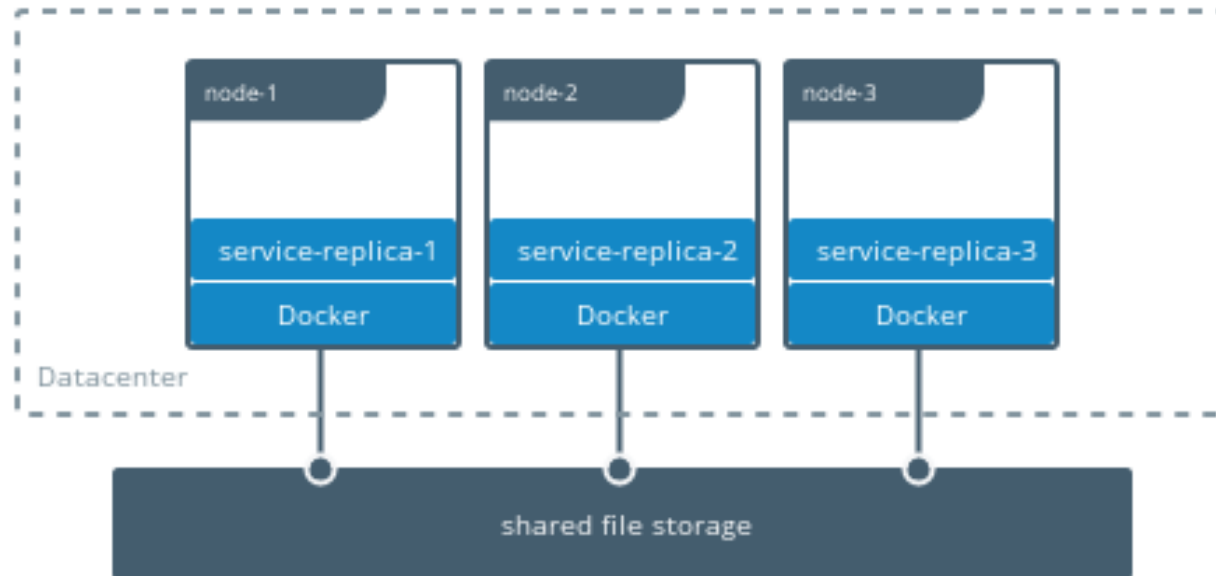 node-1
node-2
node-3
service-replica-1
service-replica-2
service-replica-3
Docker
Docker
Docker
Datacenter
shared file storage